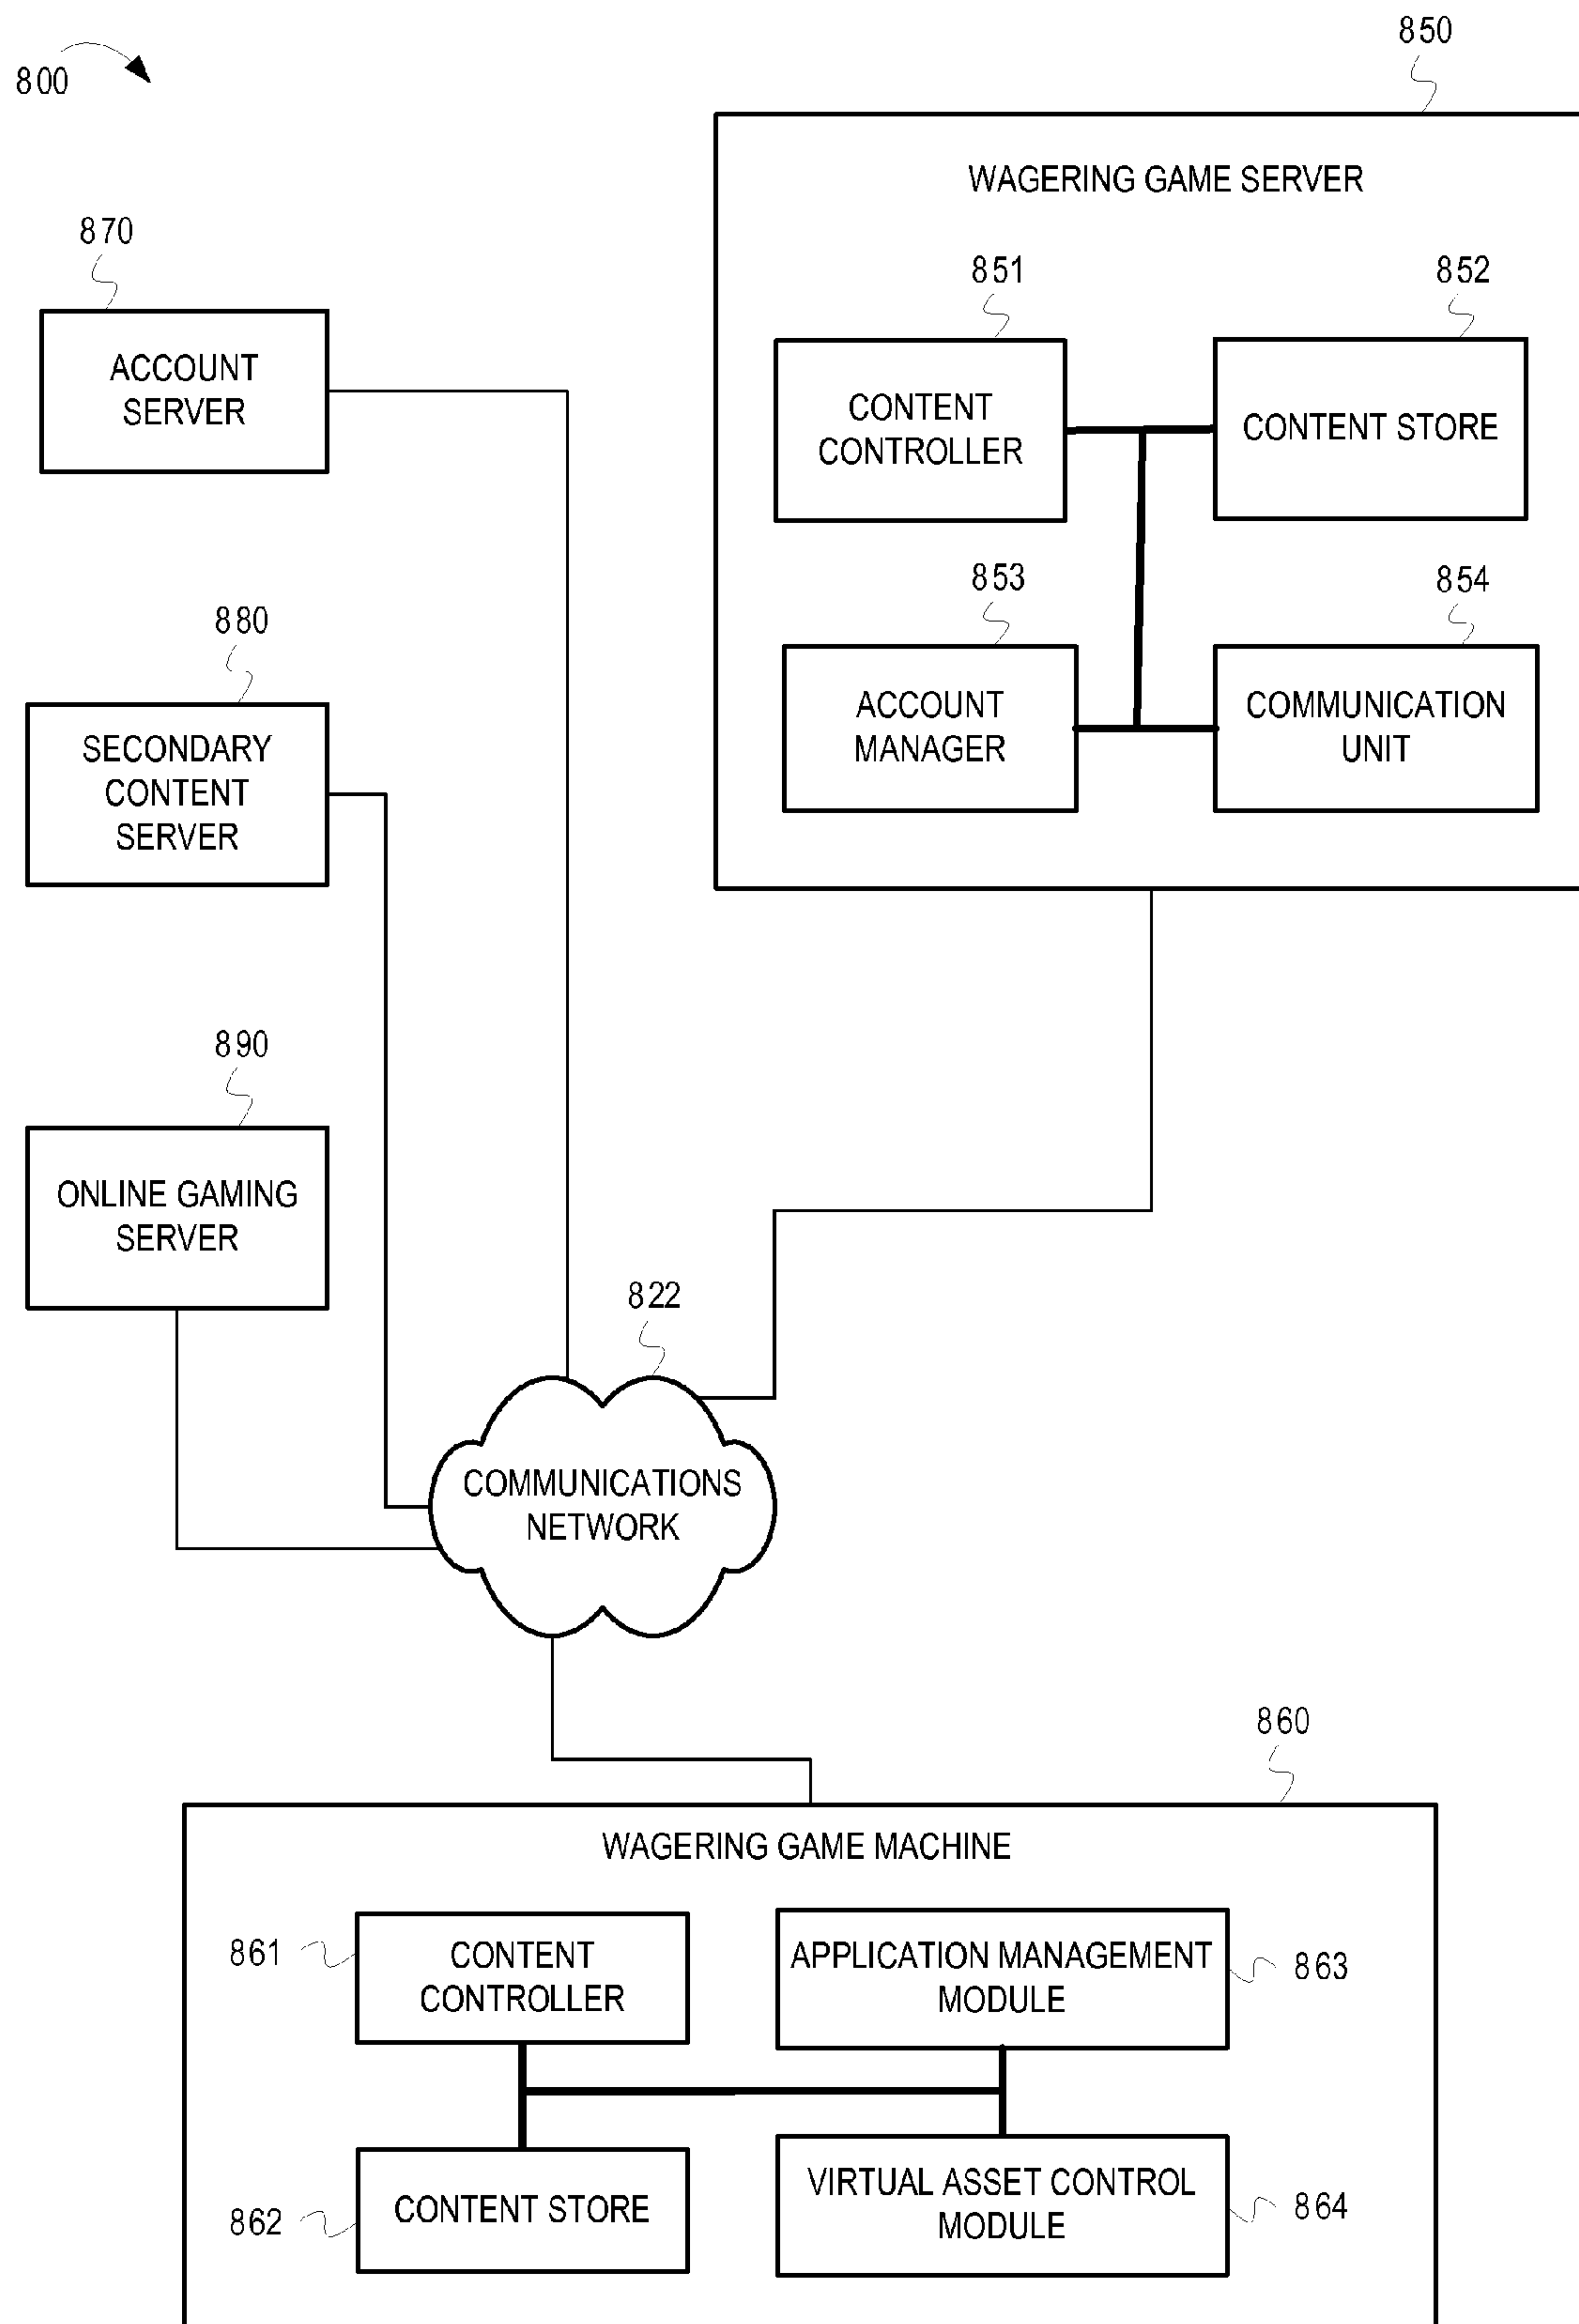 800
850
WAGERING GAME SERVER
870
851
852
ACCOUNT
SERVER
CONTENT
CONTROLLER
CONTENT STORE
853
854
880
ACCOUNT
MANAGER
COMMUNICATION
UNIT
SECONDARY
CONTENT
SERVER
890
ONLINE GAMING
SERVER
822
COMMUNICATIONS
NETWORK
860
WAGERING GAME MACHINE
861
CONTENT
CONTROLLER
APPLICATION MANAGEMENT
MODULE
863
862
CONTENT STORE
VIRTUAL ASSET CONTROL
MODULE
864